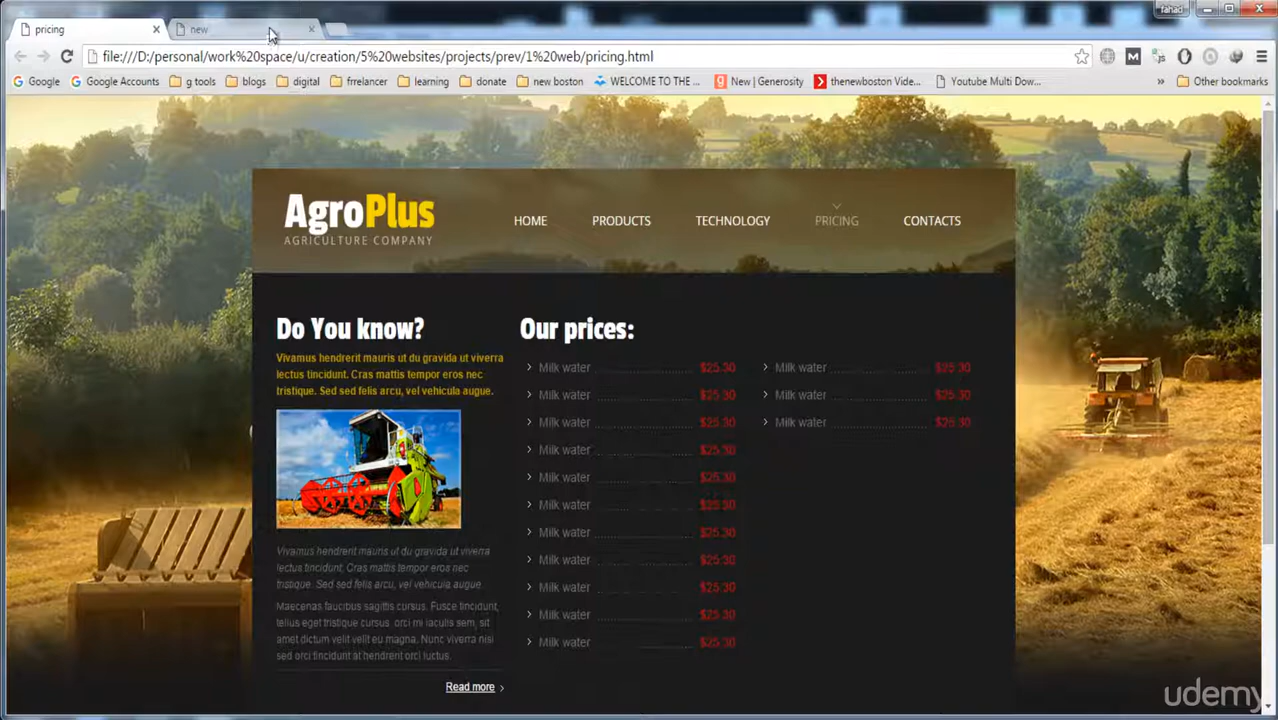 fahad
pricing
new
file:///D:/personal/work%20space/u/creation/5%20websites/projects/prev/1%20web/pricing.html
Google
Google Accounts
g tools
blogs
digital
frrelancer
learning
donate
new boston
WELCOME TO THE ...
New | Generosity
thenewboston Vide...
Youtube Multi Dow...
»
Other bookmarks
AgroPlus
AGRICULTURE COMPANY
HOME
PRODUCTS
TECHNOLOGY
PRICING
CONTACTS
Do You know?
Vivamus hendrerit mauris ut du gravida ut viverra
lectus tincidunt. Cras mattis tempor eros nec
tristique. Sed sed felis arcu, vel vehicula augue.
Vivamus hendrerit mauris ut du gravida ut viverra
lectus tincidunt; Cras mattis tempor eros nec
tristique. Sed sed felis arcu, vel vehicula augue.
Maecenas faucibus sagittis cursus. Fusce tincidunt,
tellus eget tristique cursus, orci mi iaculis sem, sit
amet dictum velit velit eu magna. Nunc viverra nisi
sed orci tincidunt at hendrerit orci luctus.
Read more
Our prices:
Milk water $25.30
Milk water $25.30
Milk water $25.30
Milk water $25.30
Milk water $25.30
Milk water $25.30
Milk water $25.30
Milk water $25.30
Milk water $25.30
Milk water $25.30
Milk water $25.30
Milk water $25.30
Milk water $25.30
Milk water $25.30
udemy